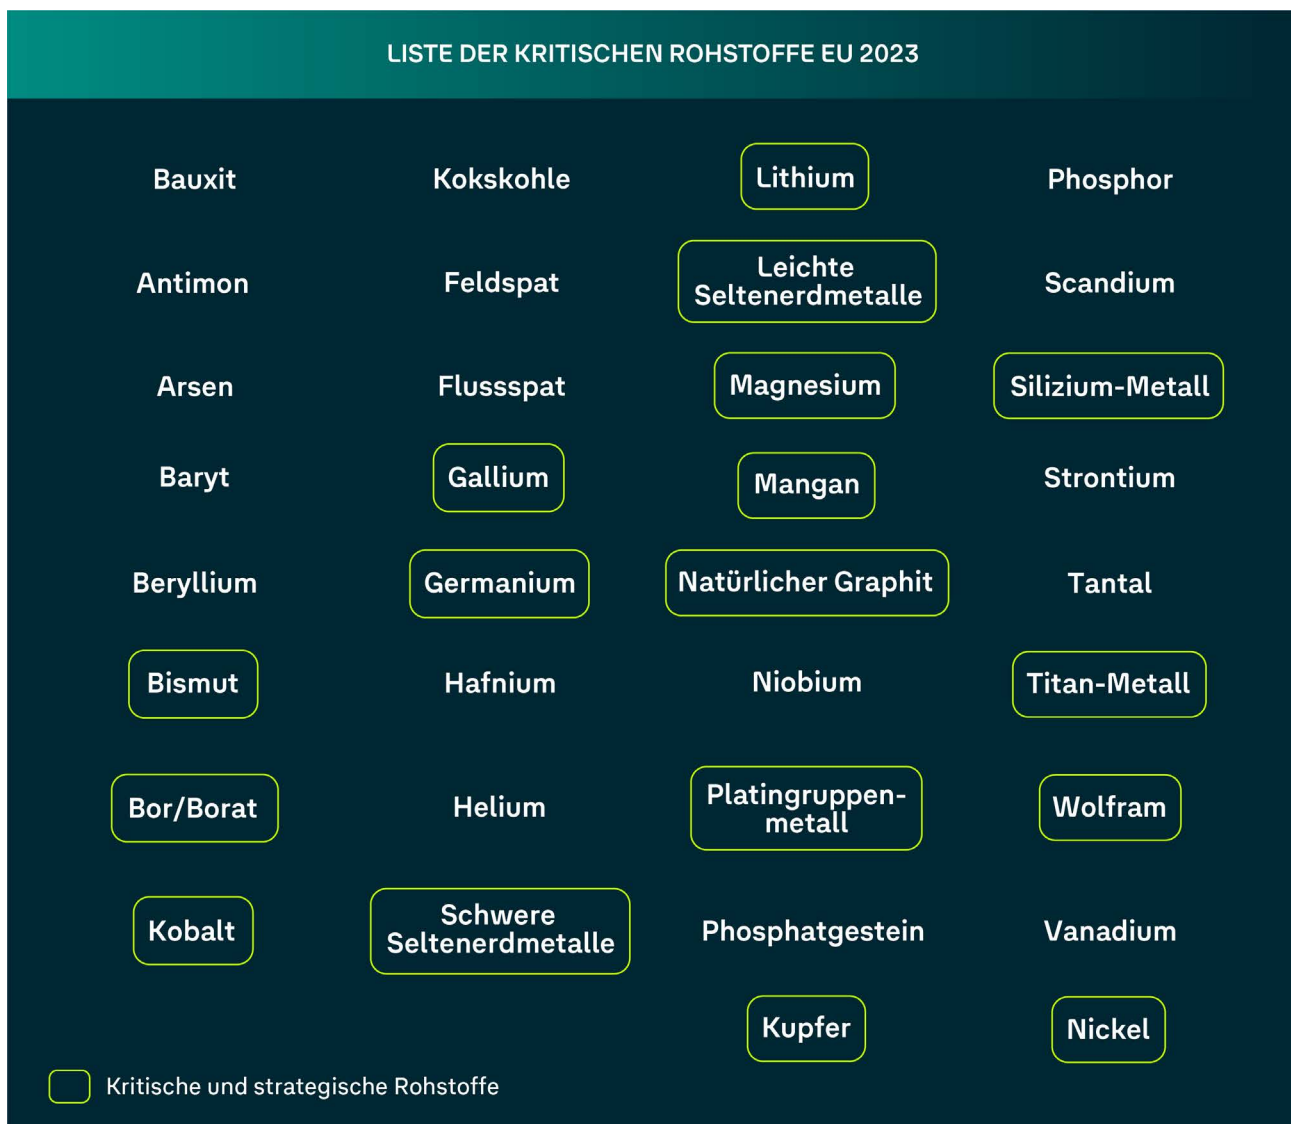 LISTE DER KRITISCHEN ROHSTOFFE EU 2023
Bauxit
Kokskohle
Lithium
Phosphor
Antimon
Feldspat
Leichte
Seltenerdmetalle
Scandium
Arsen
Flussspat
Magnesium
Silizium-Metall
Baryt
Gallium
Mangan
Strontium
Beryllium
Germanium
Natürlicher Graphit
Tantal
Bismut
Hafnium
Niobium
Titan-Metall
Bor/Borat
Helium
Platingruppen-
metall
Wolfram
Kobalt
Schwere
Seltenerdmetalle
Phosphatgestein
Vanadium
Kupfer
Nickel
Kritische und strategische Rohstoffe